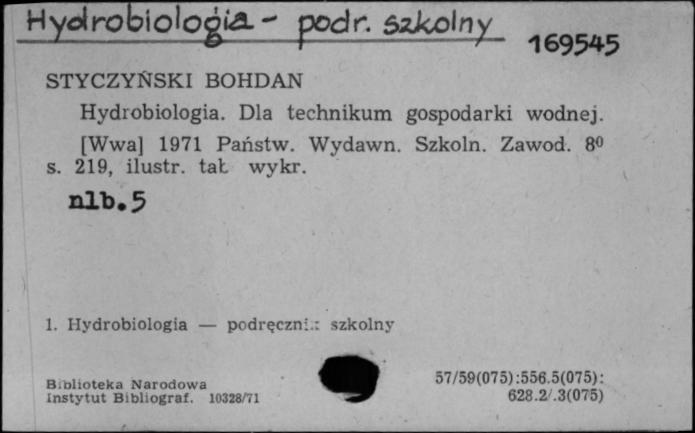 Hydrobiologia - podr. szkolny
169545
STYCZYŃSKI BOHDAN
Hydrobiologia. Dla technikum gospodarki wodnej.
[Wwa] 1971 Państw. Wydawn. Szkoln. Zawod. 8⁰
s. 219, ilustr. tab. wykr.
nlb. 5
1. Hydrobiologia — podręcznik szkolny
Biblioteka Narodowa
Instytut Bibliograf. 10328/71
57/59(075):556.5(075):
628.2/.3(075)